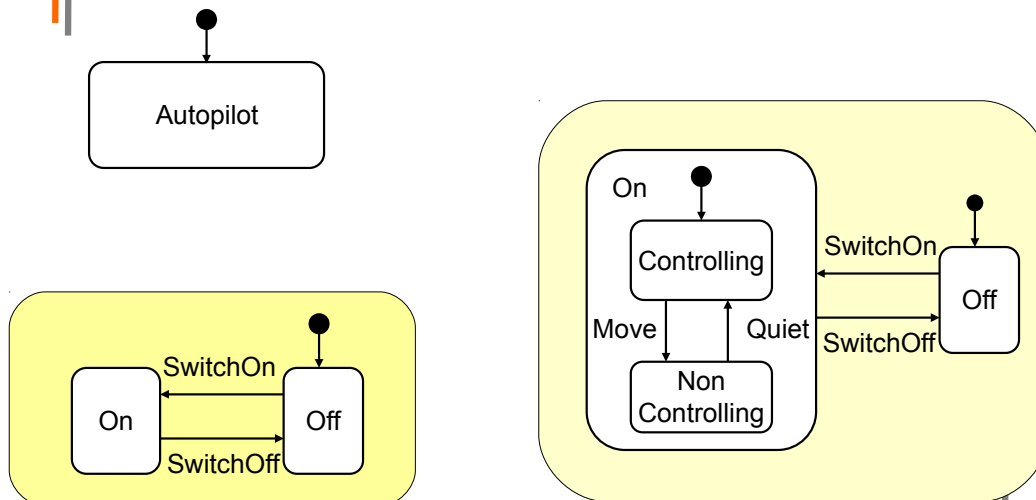 Autopilot
On
Controlling
SwitchOn
Off
Move
Quiet
SwitchOff
Non
Controlling
SwitchOn
On
Off
SwitchOff